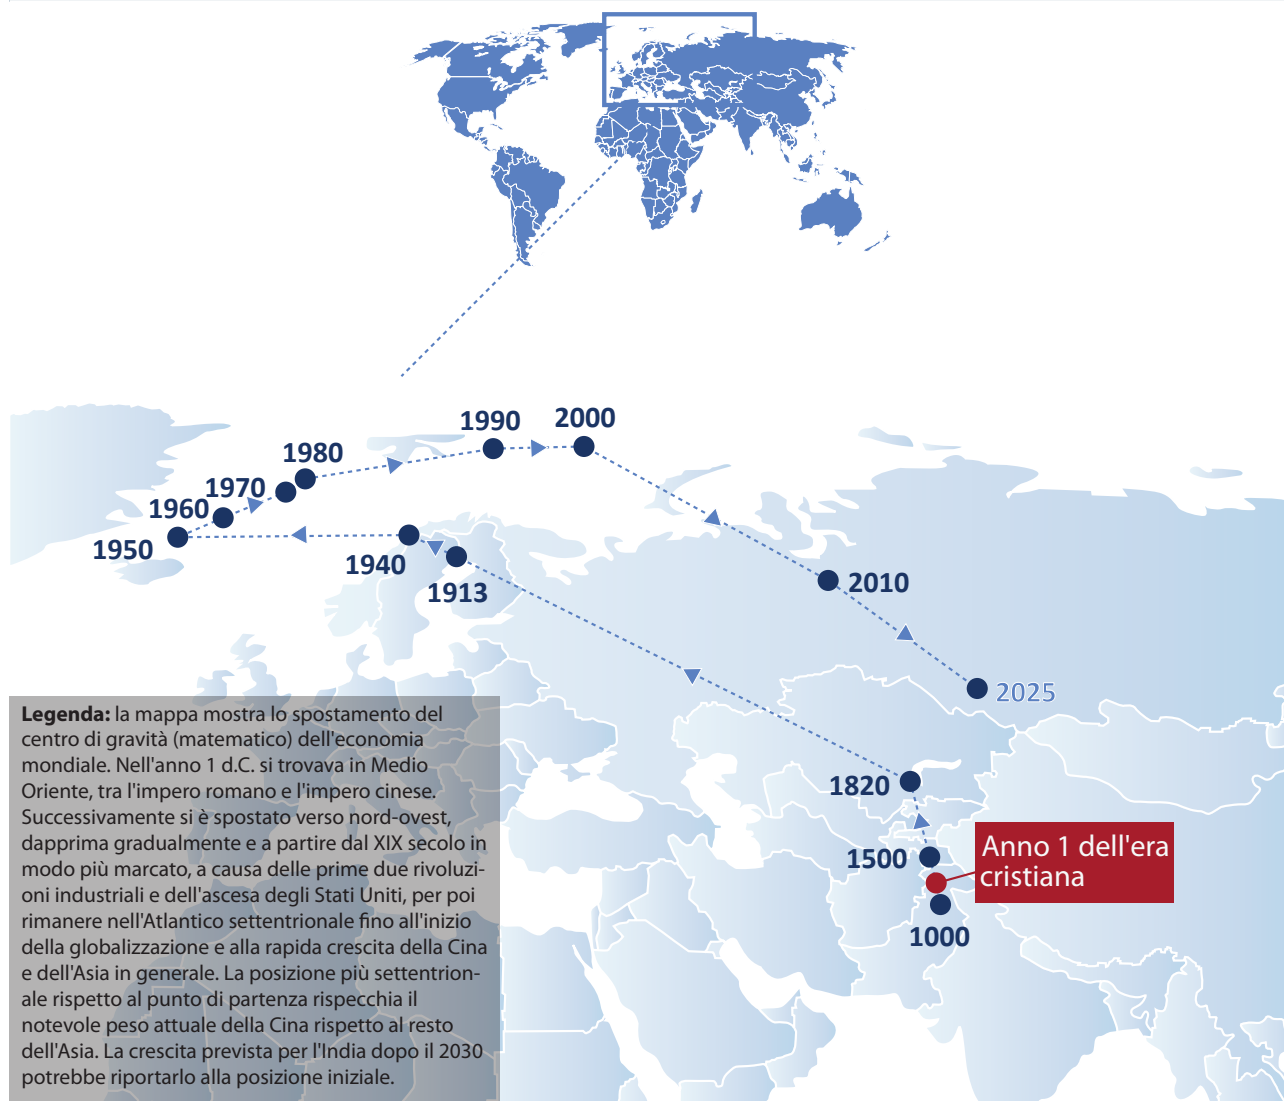 1990
2000
1980
1970
1960
1950
1940
1913
2010
2025
1820
1500
Anno 1 dell'era
cristiana
1000
Legenda: la mappa mostra lo spostamento del
centro di gravità (matematico) dell'economia
mondiale. Nell'anno 1 d.C. si trovava in Medio
Oriente, tra l'impero romano e l'impero cinese.
Successivamente si è spostato verso nord-ovest,
dapprima gradualmente e a partire dal XIX secolo in
modo più marcato, a causa delle prime due rivoluzi-
oni industriali e dell'ascesa degli Stati Uniti, per poi
rimanere nell'Atlantico settentrionale fino all'inizio
della globalizzazione e alla rapida crescita della Cina
e dell'Asia in generale. La posizione più settentrion-
ale rispetto al punto di partenza rispecchia il
notevole peso attuale della Cina rispetto al resto
dell'Asia. La crescita prevista per l'India dopo il 2030
potrebbe riportarlo alla posizione iniziale.